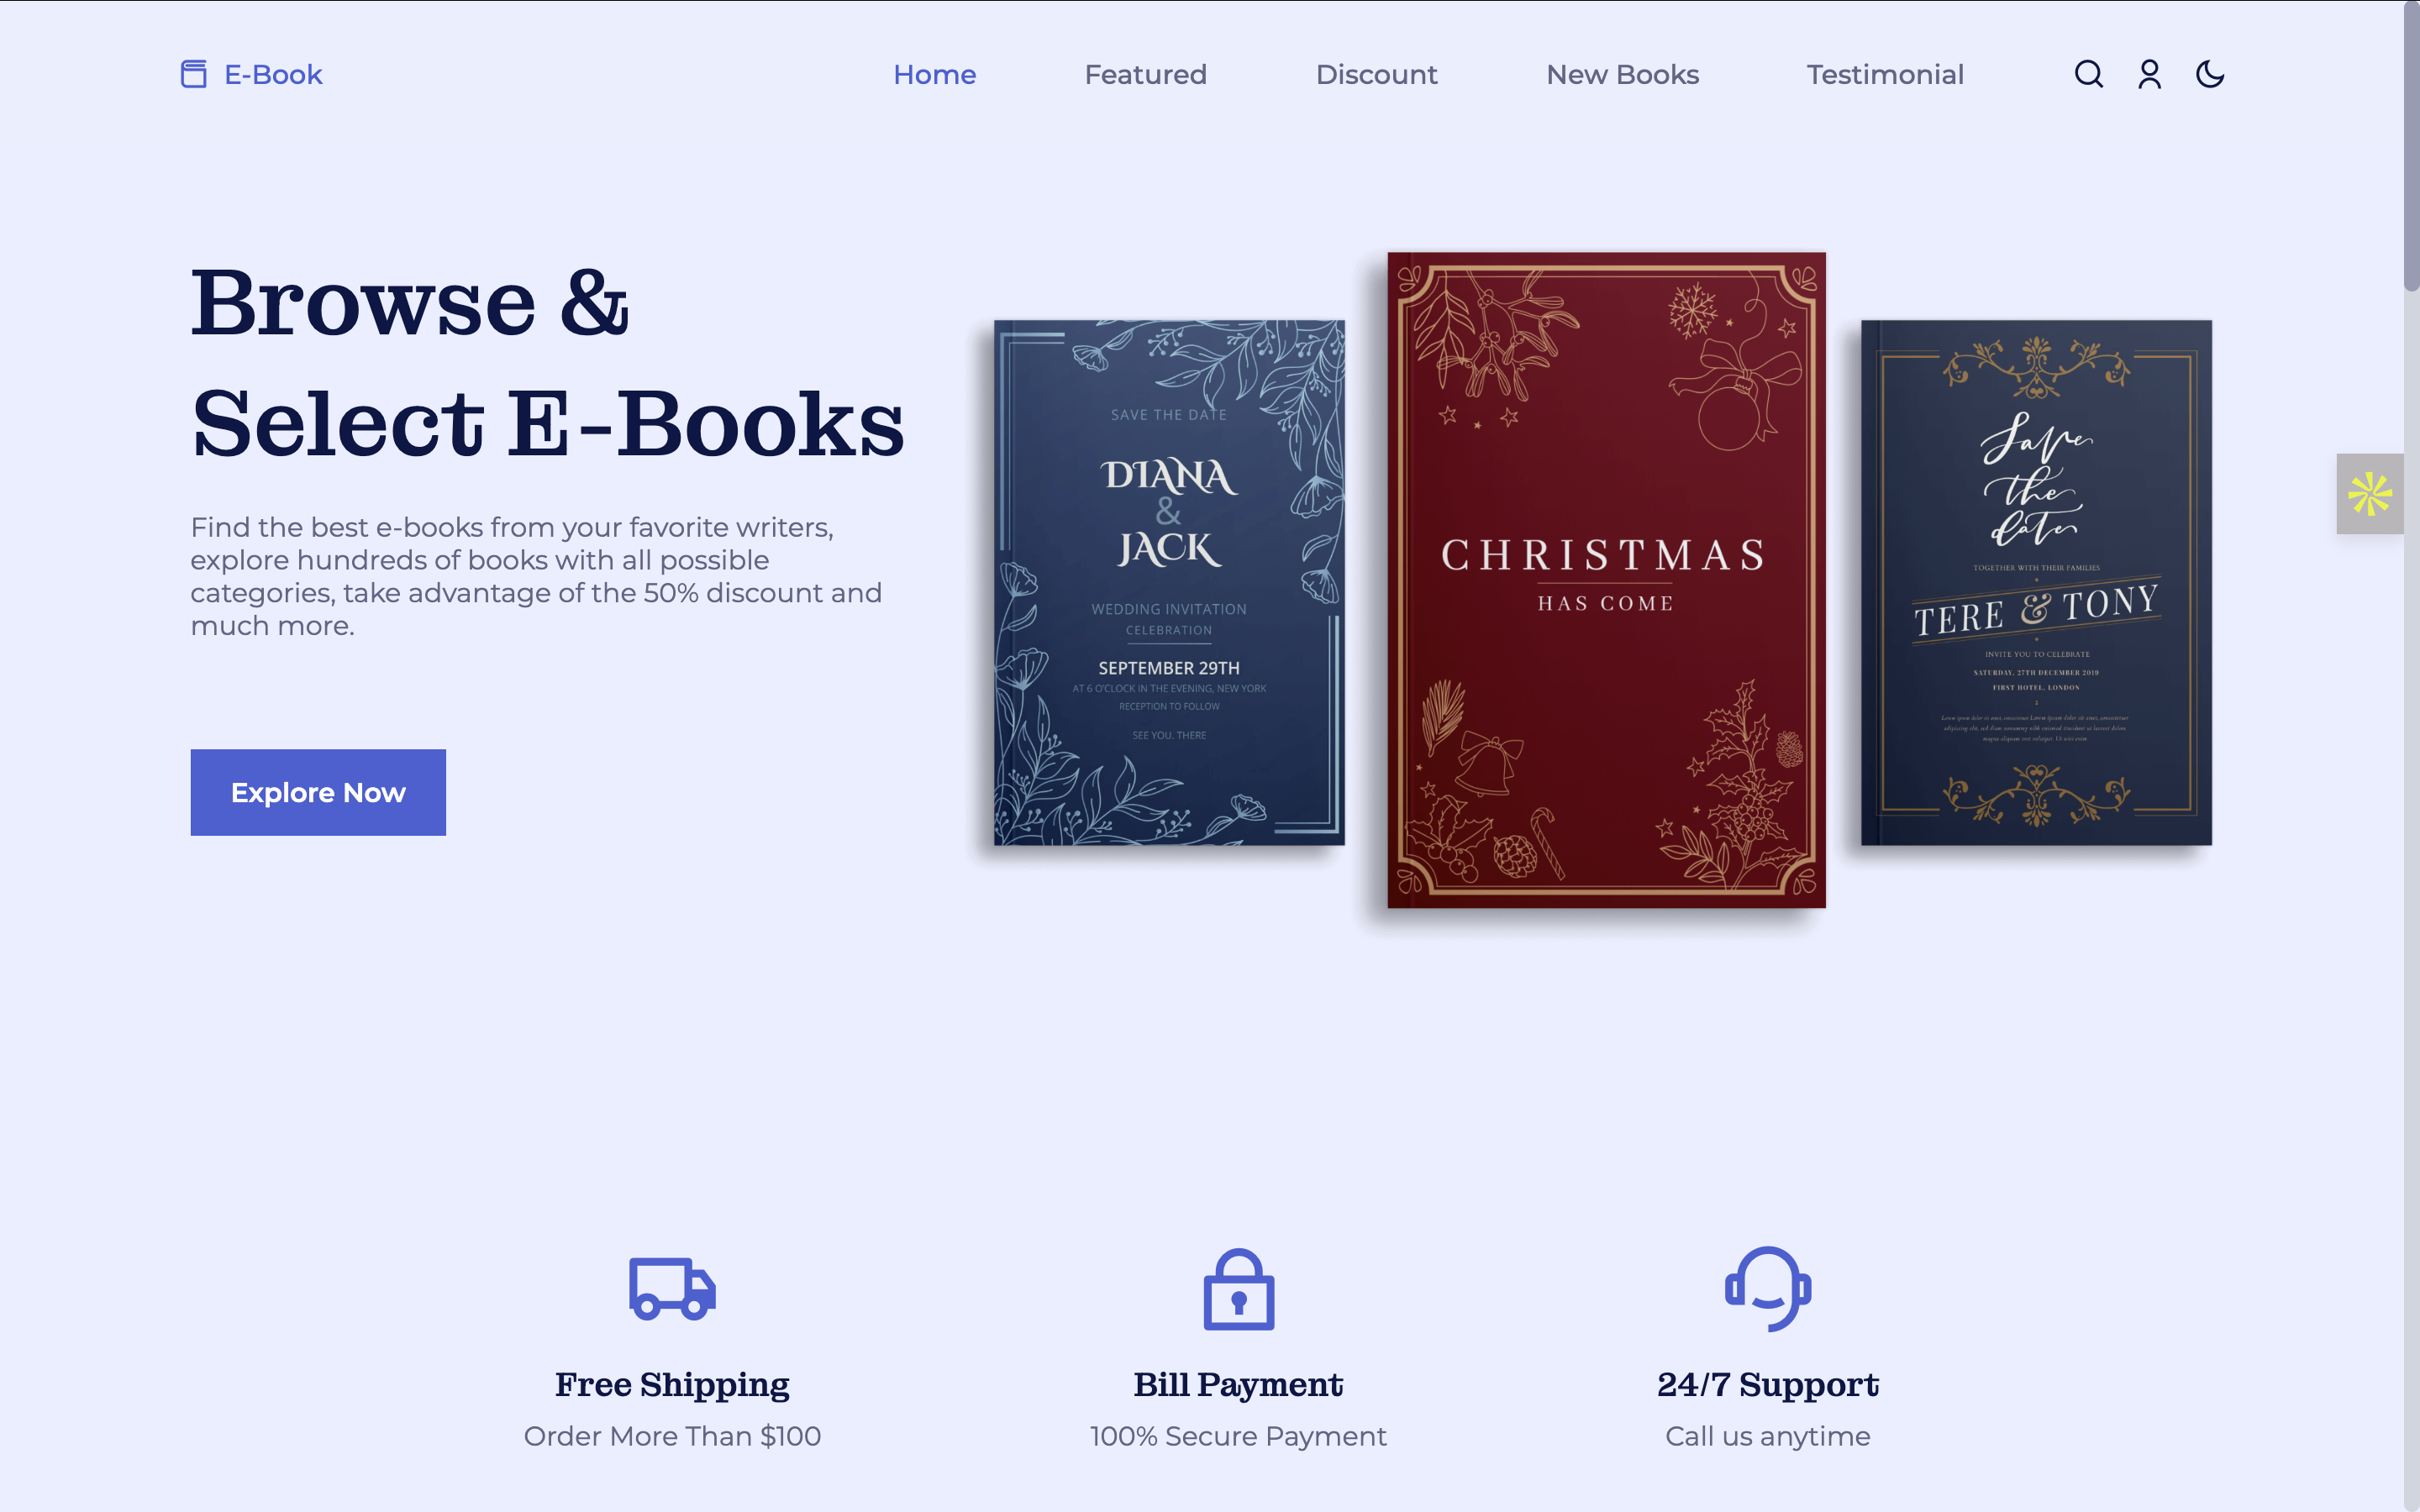 E-Book
Home
Featured
Discount
New Books
Testimonial
Browse &
Select E-Books
Find the best e-books from your favorite writers,
explore hundreds of books with all possible
categories, take advantage of the 50% discount and
much more.
Explore Now
SAVE THE DATE
DIANA
&
JACK
WEDDING INVITATION
CELEBRATION
SEPTEMBER 29TH
AT 6 O'CLOCK IN THE EVENING, NEW YORK
RECEPTION TO FOLLOW
SEE YOU. THERE
CHRISTMAS
HAS COME
Save
the
date
TOGETHER WITH THEIR FAMILIES
TERE & TONY
INVITE YOU TO CELEBRATE
SATURDAY, 27TH DECEMBER 2019
FIRST HOTEL, LONDON
Free Shipping
Order More Than $100
Bill Payment
100% Secure Payment
24/7 Support
Call us anytime